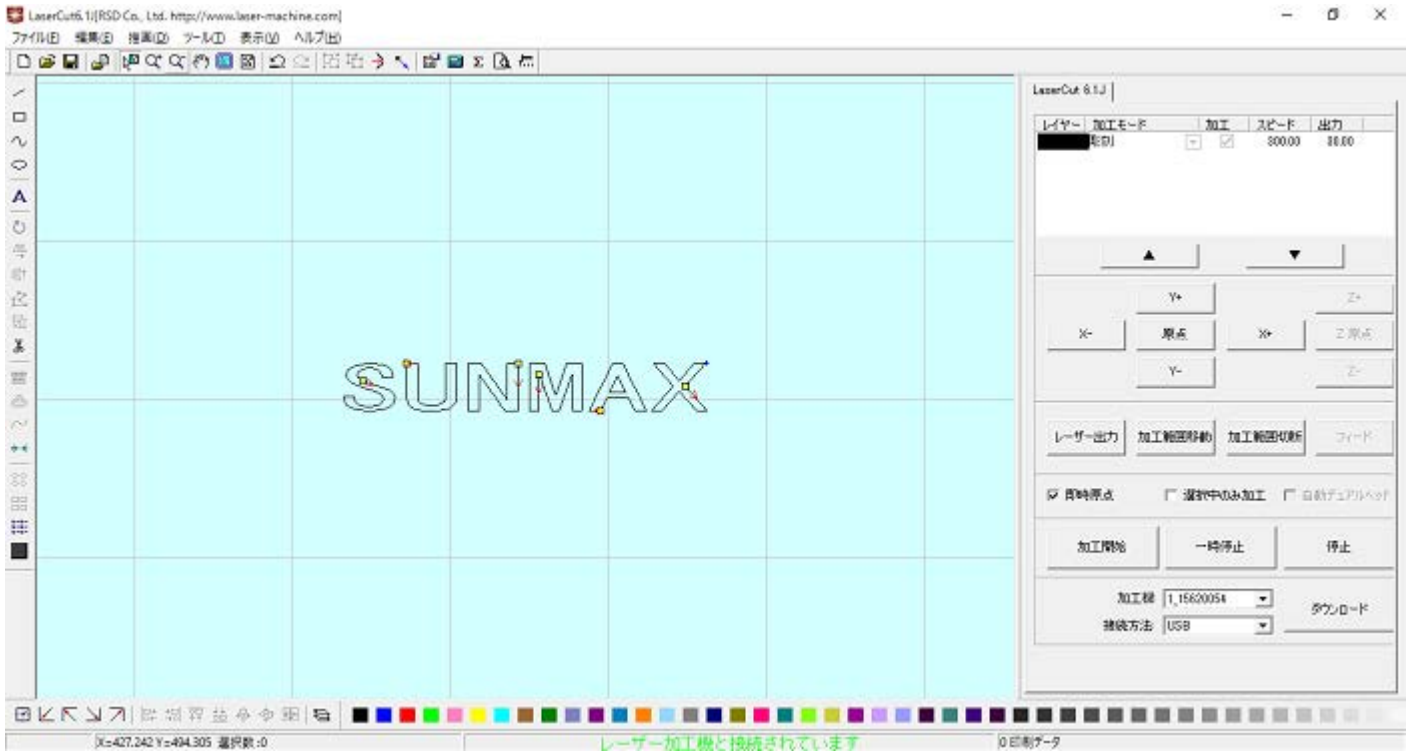 LaserCut6.1J[RSD Co., Ltd. http://www.laser-machine.com]
ファイル(F) 編集(E) 描画(D) ツール(T) 表示(V) ヘルプ(H)
LaserCut 6.1J
レイヤー 加工モード 加工 スピード 出力
彫刻 300.00 30.00
▲ ▼
Y+ Z+
X- 原点 X+ Z 原点
Y- Z-
SUNMAX
レーザー出力 加工範囲移動 加工範囲切断 フィード
即時原点 選択中のみ加工 自動デュアルヘッド
加工開始 一時停止 停止
加工機 1_15620054
ダウンロード
接続方法 USB
X=427.242 Y=494.305 選択数:0 レーザー加工機と接続されています 0 印刷データ